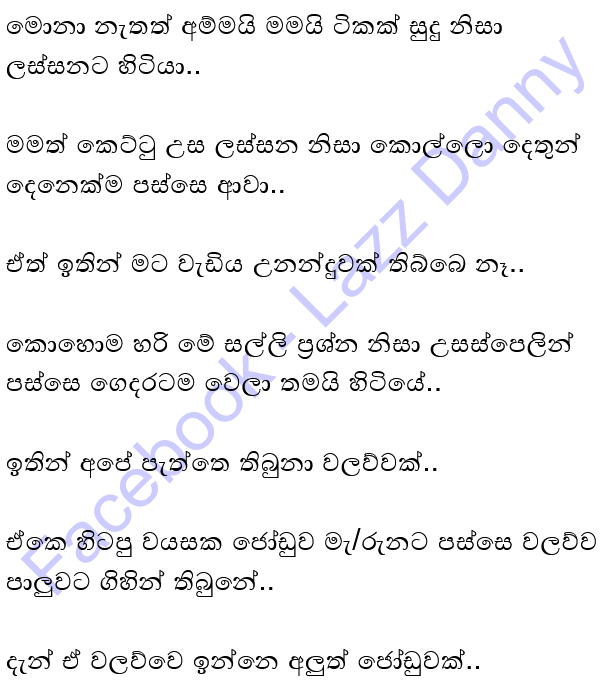 මොනා නැතත් අම්මයි මමයි ටිකක් සුදු නිසා
ලස්සනට හිටියා..
මමත් කෙට්ටු උස ලස්සන නිසා කොල්ලො දෙතුන්
දෙනෙක්ම පස්සෙ ආවා..
ඒත් ඉතින් මට වැඩිය උනන්දුවක් තිබ්බෙ නෑ..
කොහොම හරි මේ සල්ලි ප්‍රශ්න නිසා උසස්පෙලින්
පස්සෙ ගෙදරටම වෙලා තමයි හිටියේ..
ඉතින් අපේ පැත්තෙ තිබුනා වලව්වක්..
ඒකෙ හිටපු වයසක ජෝඩුව මැ/රුනට පස්සෙ වලව්ව
පාලුවට ගිහින් තිබුනේ..
දැන් ඒ වලව්වෙ ඉන්නෙ අලුත් ජෝඩුවක්..
Facebook - Lazz Danny